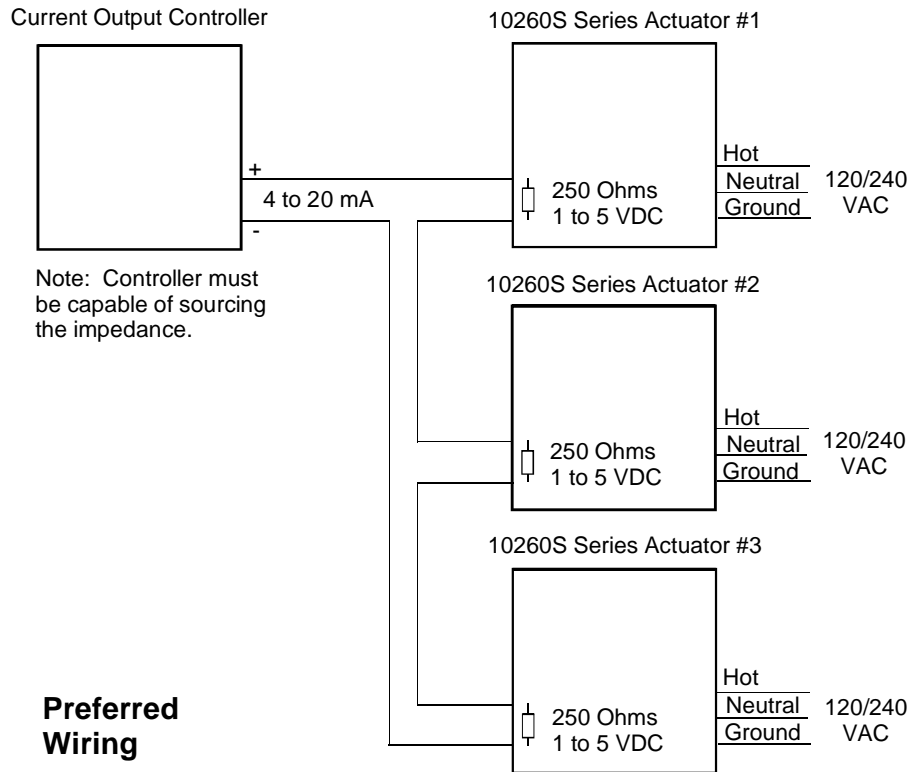 Current Output Controller
10260S Series Actuator #1
+
4 to 20 mA
-
250 Ohms
1 to 5 VDC
Hot
Neutral
Ground
120/240
VAC
Note: Controller must
be capable of sourcing
the impedance.
10260S Series Actuator #2
250 Ohms
1 to 5 VDC
Hot
Neutral
Ground
120/240
VAC
10260S Series Actuator #3
250 Ohms
1 to 5 VDC
Hot
Neutral
Ground
120/240
VAC
Preferred
Wiring